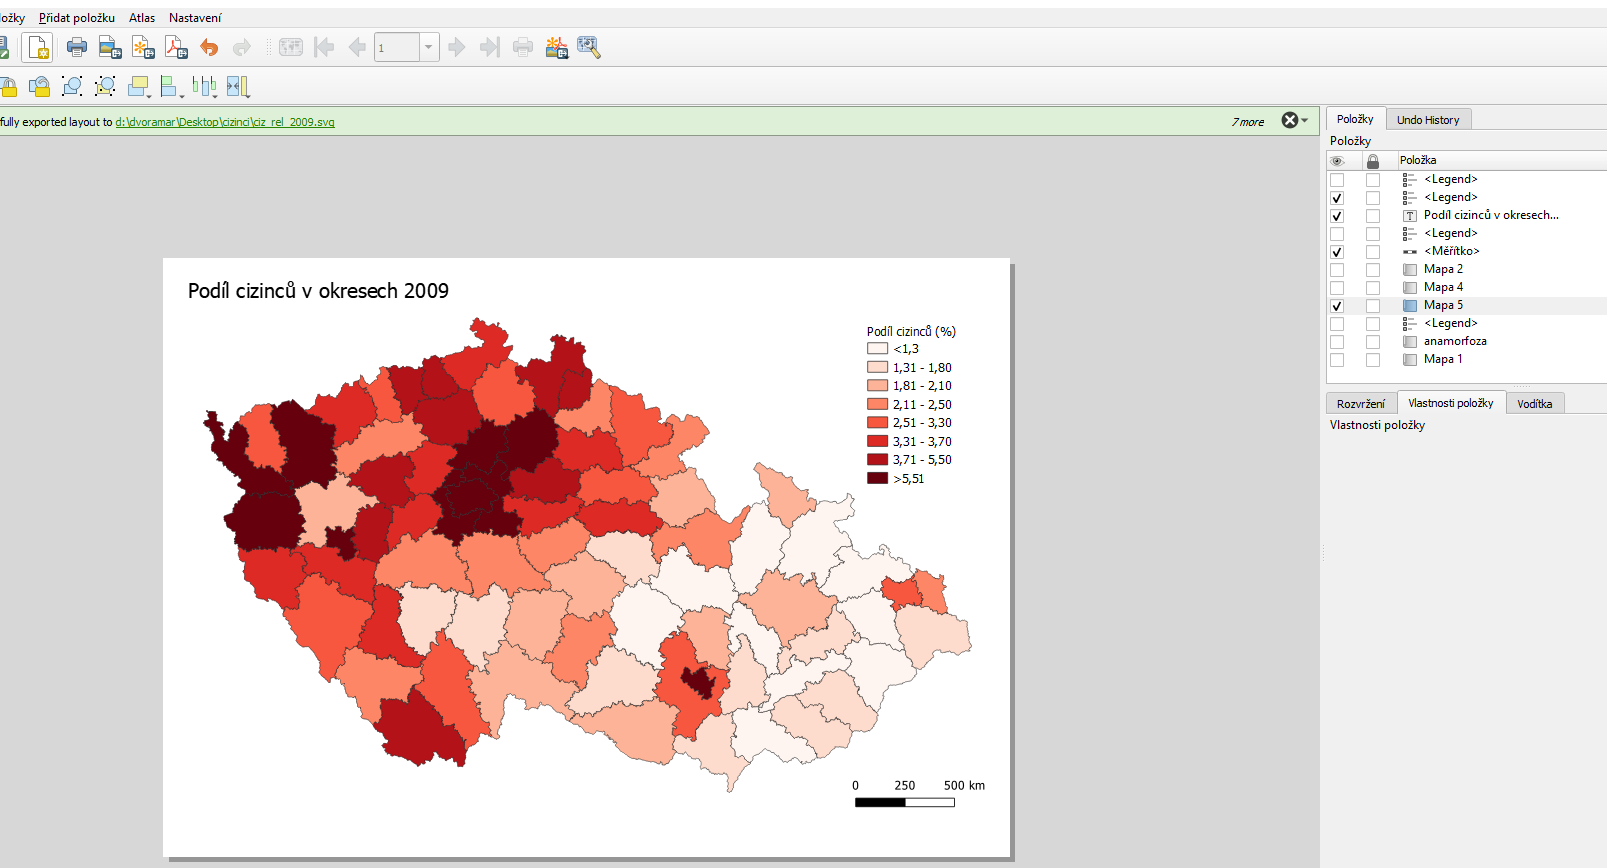 ložky Přidat položku Atlas Nastavení
1
fully exported layout to d:\dvoramar\Desktop\cizinci\ciz_rel_2009.svg 7 more
Položky Undo History
Položky
Položka
<Legend>
<Legend>
Podíl cizinců v okresech...
<Legend>
<Měřítko>
Mapa 2
Mapa 4
Mapa 5
<Legend>
anamorfoza
Mapa 1
Rozvržení Vlastnosti položky Vodítka
Vlastnosti položky
Podíl cizinců v okresech 2009
Podíl cizinců (%)
<1,3
1,31 - 1,80
1,81 - 2,10
2,11 - 2,50
2,51 - 3,30
3,31 - 3,70
3,71 - 5,50
>5,51
0 250 500 km